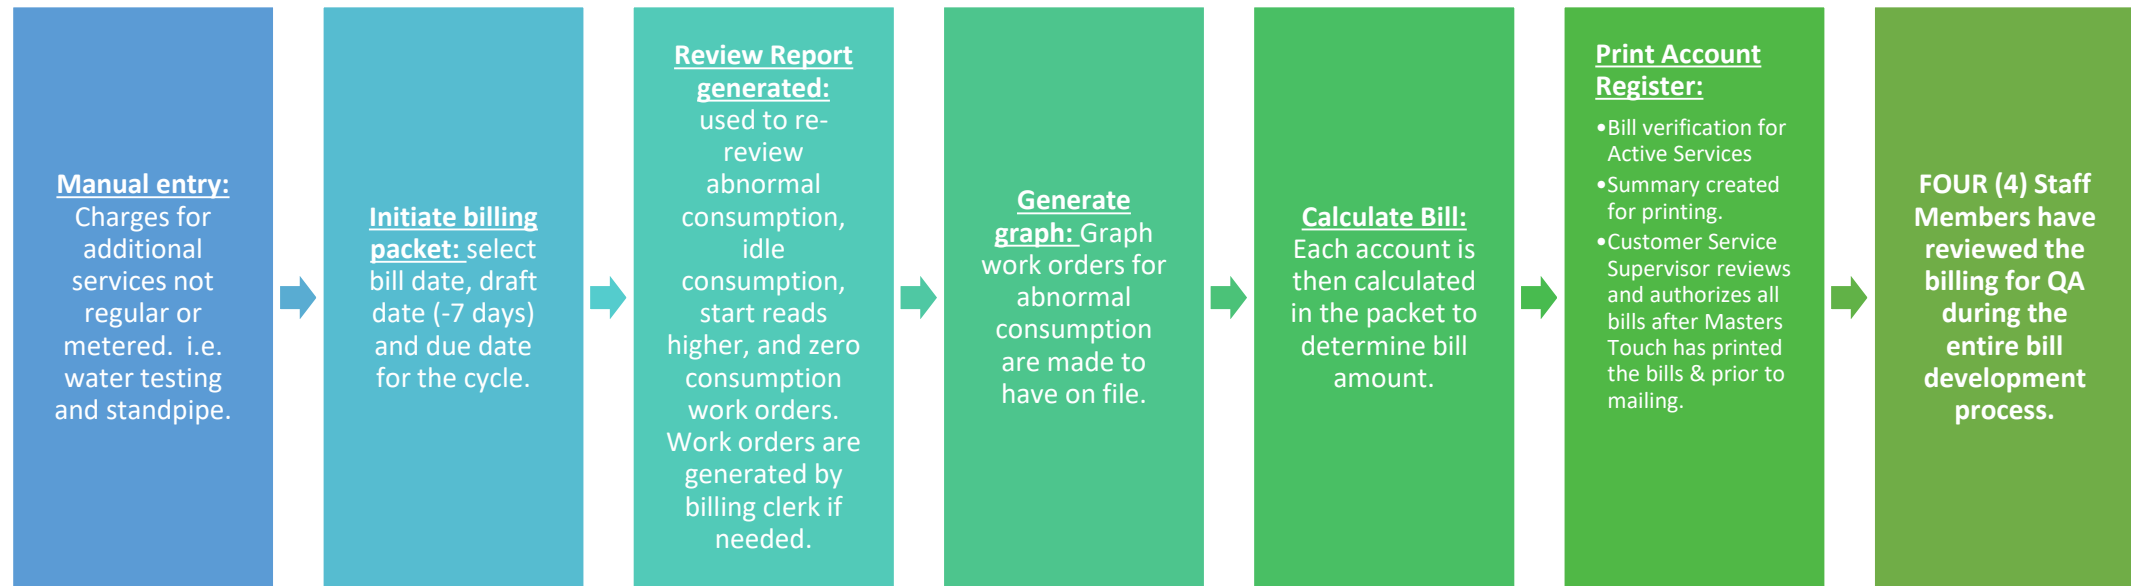 Manual entry:
Charges for
additional
services not
regular or
metered.  i.e.
water testing
and standpipe.
Initiate billing
packet: select
bill date, draft
date (-7 days)
and due date
for the cycle.
Review Report
generated:
used to re-
review
abnormal
consumption,
idle
consumption,
start reads
higher, and zero
consumption
work orders.
Work orders are
generated by
billing clerk if
needed.
Generate
graph: Graph
work orders for
abnormal
consumption
are made to
have on file.
Calculate Bill:
Each account is
then calculated
in the packet to
determine bill
amount.
Print Account
Register:
•Bill verification for
Active Services
•Summary created
for printing.
•Customer Service
Supervisor reviews
and authorizes all
bills after Masters
Touch has printed
the bills & prior to
mailing.
FOUR (4) Staff
Members have
reviewed the
billing for QA
during the
entire bill
development
process.